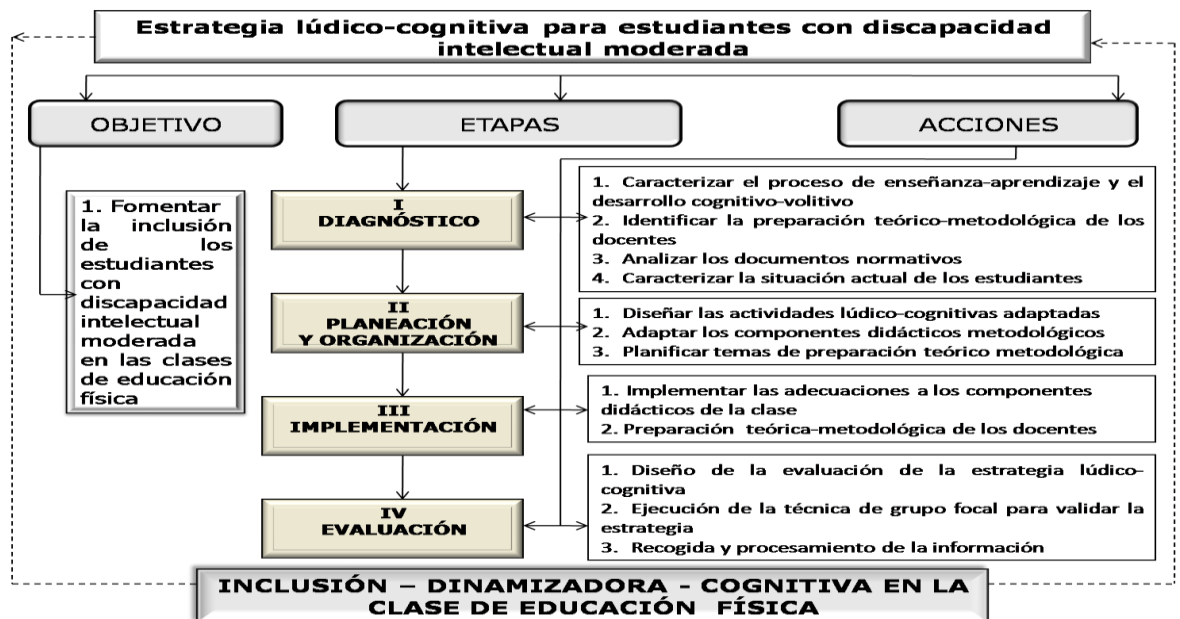 Estrategia lúdico-cognitiva para estudiantes con discapacidad
intelectual moderada
OBJETIVO
ETAPAS
ACCIONES
1. Fomentar
la inclusión
de los
estudiantes
con
discapacidad
intelectual
moderada
en las clases
de educación
física
I
DIAGNÓSTICO
1. Caracterizar el proceso de enseñanza-aprendizaje y el
desarrollo cognitivo-volitivo
2. Identificar la preparación teórico-metodológica de los
docentes
3. Analizar los documentos normativos
4. Caracterizar la situación actual de los estudiantes
II
PLANEACIÓN
Y ORGANIZACIÓN
1. Diseñar las actividades lúdico-cognitivas adaptadas
2. Adaptar los componentes didácticos metodológicos
3. Planificar temas de preparación teórico metodológica
III
IMPLEMENTACIÓN
1. Implementar las adecuaciones a los componentes
didácticos de la clase
2. Preparación teórica-metodológica de los docentes
IV
EVALUACIÓN
1. Diseño de la evaluación de la estrategia lúdico-
cognitiva
2. Ejecución de la técnica de grupo focal para validar la
estrategia
3. Recogida y procesamiento de la información
INCLUSIÓN – DINAMIZADORA - COGNITIVA EN LA
CLASE DE EDUCACIÓN FÍSICA